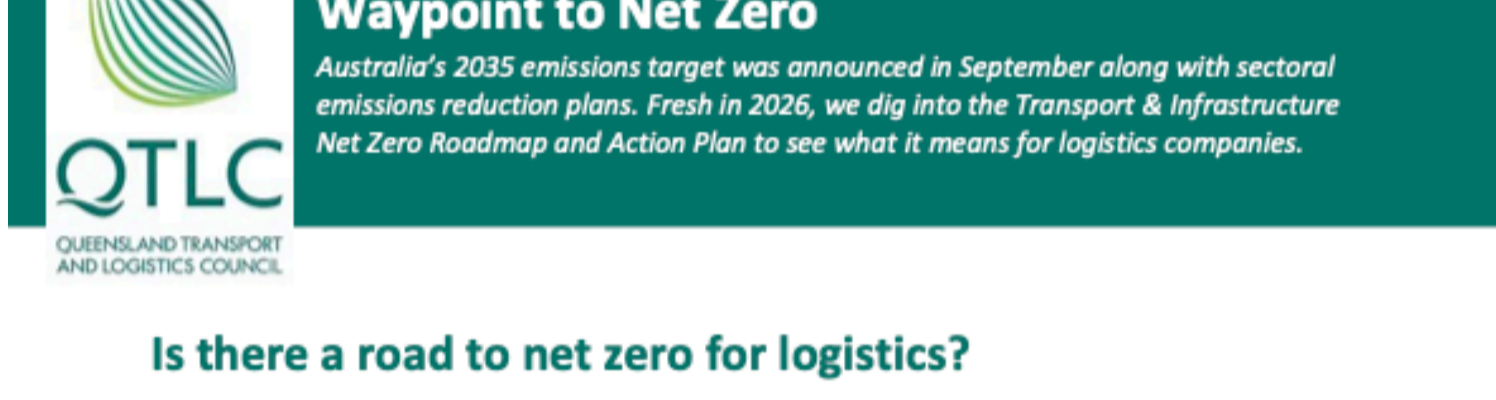 Waypoint to Net Zero
Australia's 2035 emissions target was announced in September along with sectoral
emissions reduction plans. Fresh in 2026, we dig into the Transport & Infrastructure
Net Zero Roadmap and Action Plan to see what it means for logistics companies.
QTLC
QUEENSLAND TRANSPORT
AND LOGISTICS COUNCIL
Is there a road to net zero for logistics?